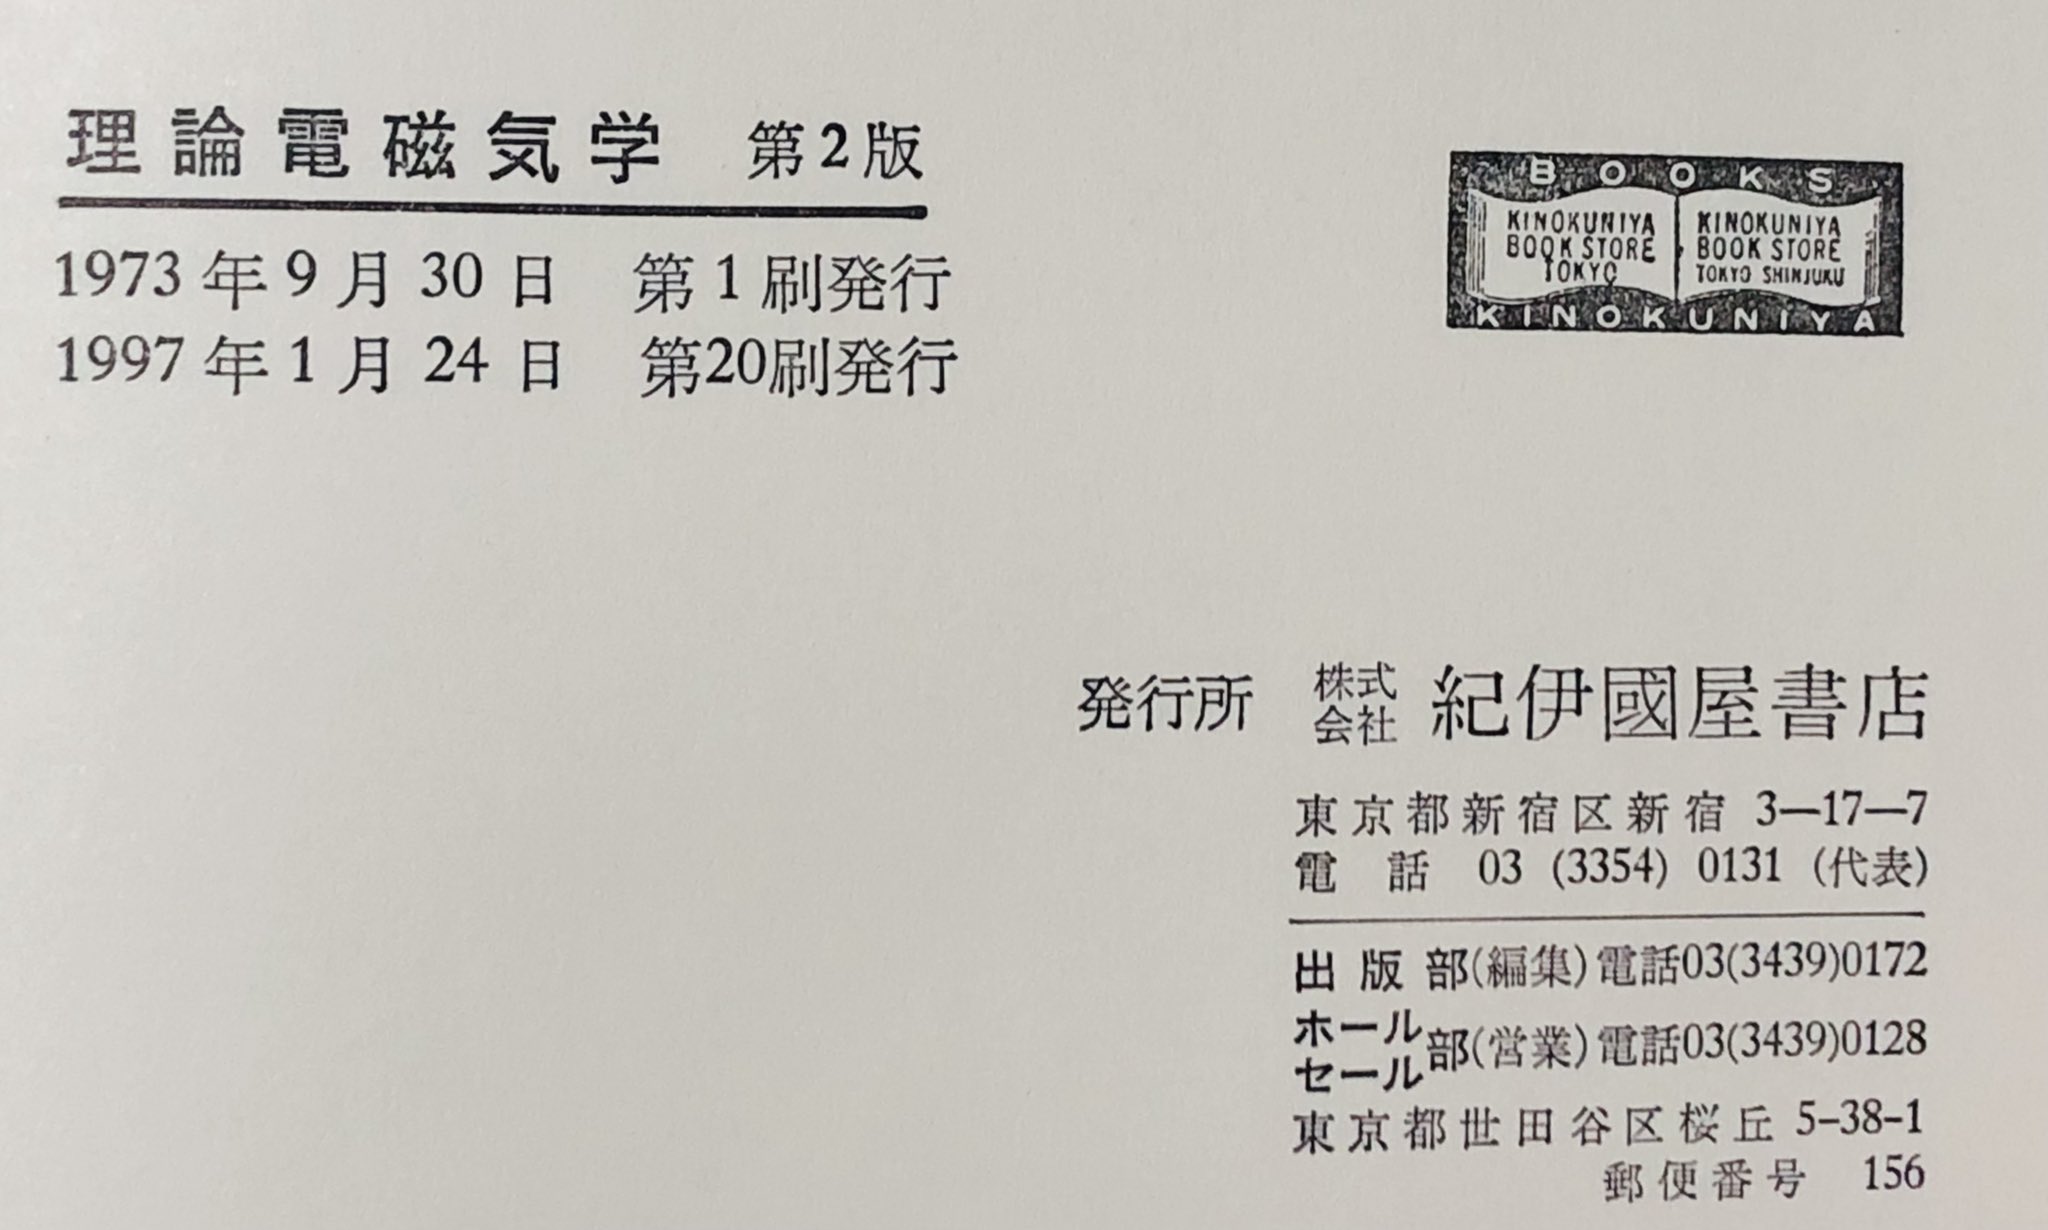 理論電磁気学 第2版
1973年9月30日 第1刷発行
1997年1月24日 第20刷発行
BOOKS
KINOKUNIYA
BOOK STORE
TOKYO
KINOKUNIYA
BOOK STORE
TOKYO SHINJUKU
KINOKUNIYA
発行所 株式会社 紀伊國屋書店
東京都新宿区新宿 3—17—7
電話 03 (3354) 0131 (代表)
出版部(編集)電話03(3439)0172
ホールセール部(営業)電話03(3439)0128
東京都世田谷区桜丘 5-38-1
郵便番号 156